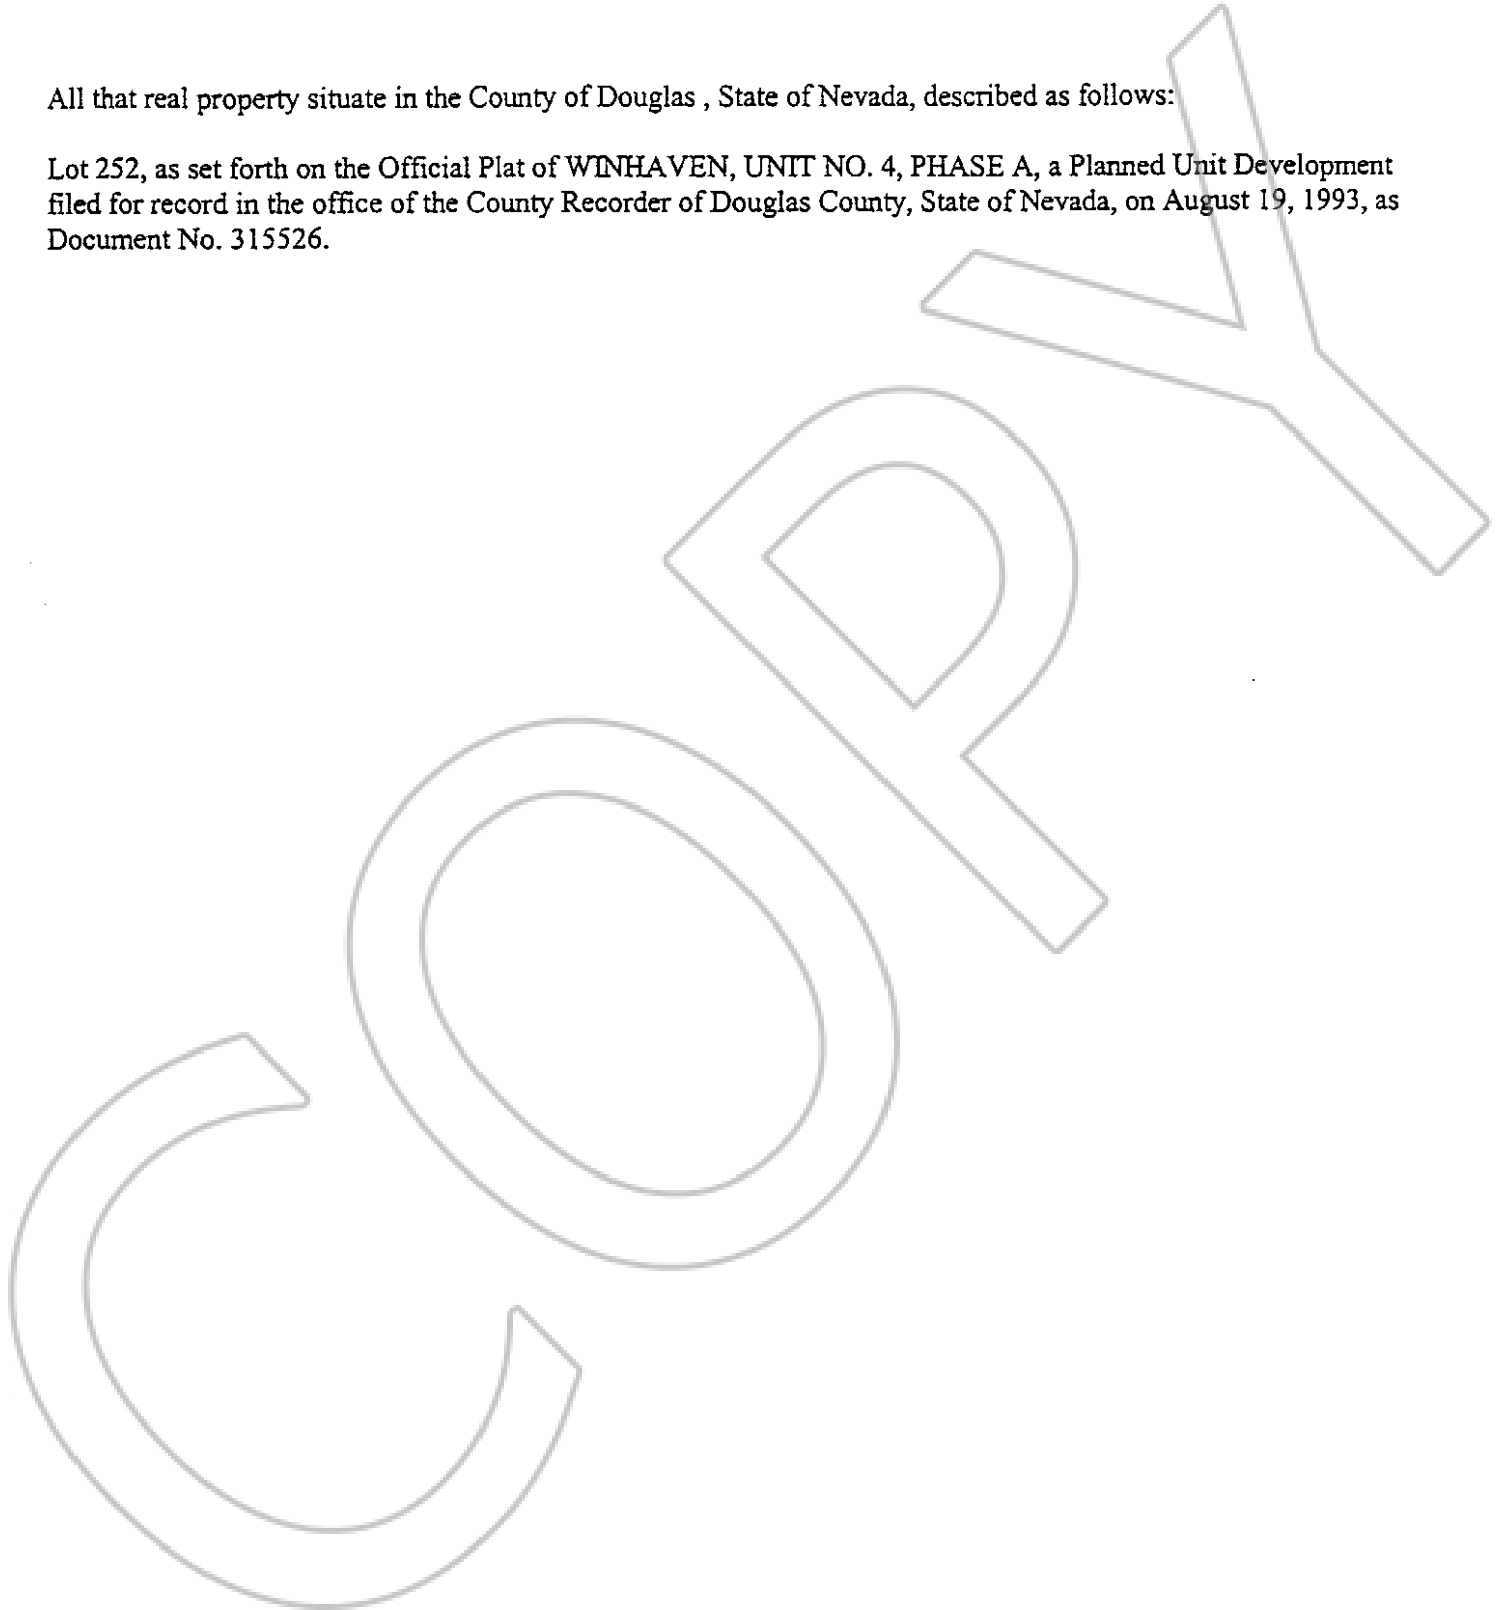 All that real property situate in the County of Douglas , State of Nevada, described as follows:
Lot 252, as set forth on the Official Plat of WINHAVEN, UNIT NO. 4, PHASE A, a Planned Unit Development
filed for record in the office of the County Recorder of Douglas County, State of Nevada, on August 19, 1993, as
Document No. 315526.
COPY